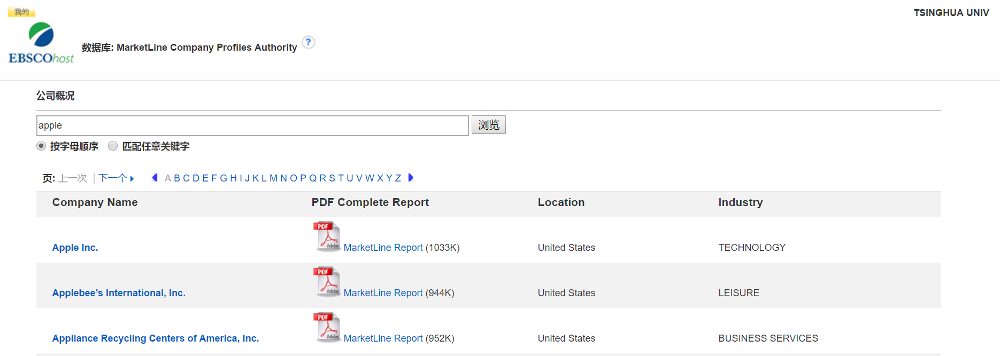 我的
TSINGHUA UNIV
EBSCOhost
数据库: MarketLine Company Profiles Authority ?
公司概况
apple 浏览
按字母顺序 匹配任意关键字
页: 上一次 | 下一个 A B C D E F G H I J K L M N O P Q R S T U V W X Y Z
Company Name PDF Complete Report Location Industry
Apple Inc. PDF Adobe MarketLine Report (1033K) United States TECHNOLOGY
Applebee’s International, Inc. PDF Adobe MarketLine Report (944K) United States LEISURE
Appliance Recycling Centers of America, Inc. PDF Adobe MarketLine Report (952K) United States BUSINESS SERVICES